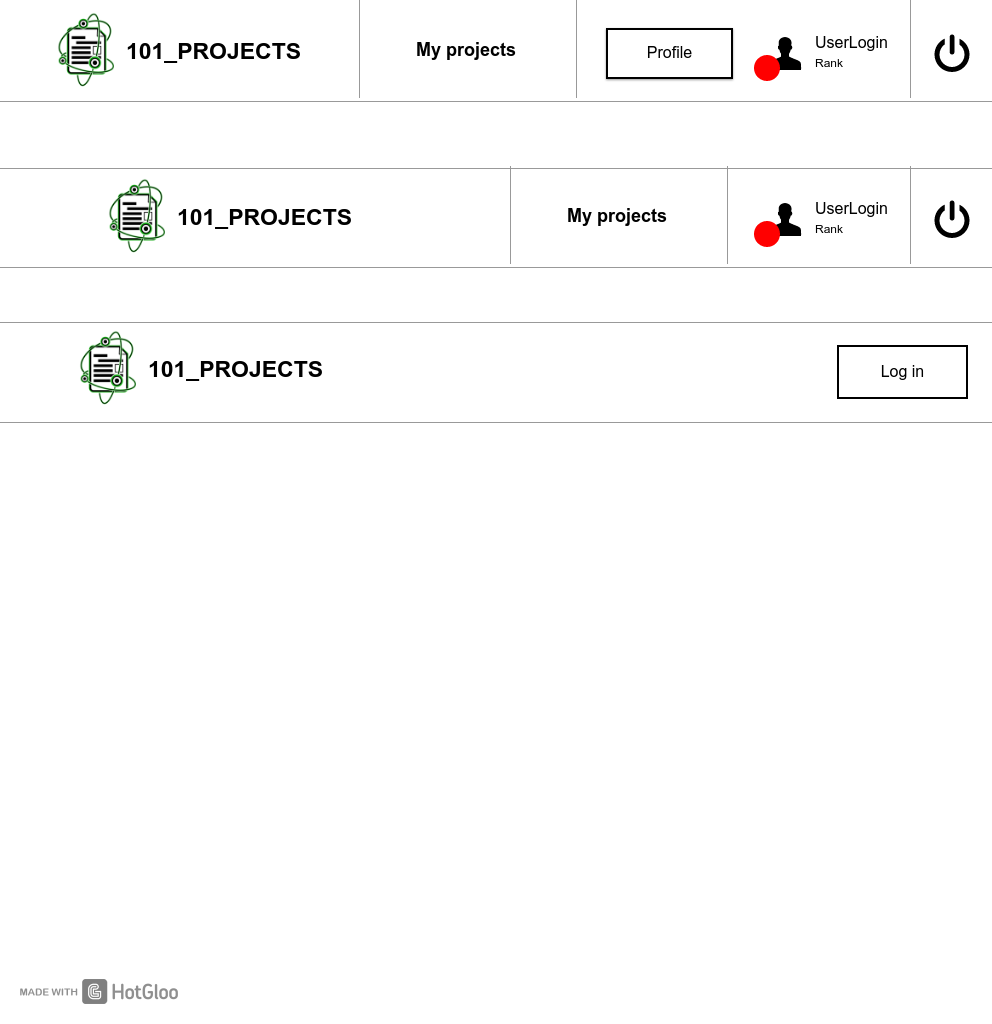 101_PROJECTS
My projects
Profile
UserLogin
Rank
101_PROJECTS
My projects
UserLogin
Rank
101_PROJECTS
Log in
MADE WITH HotGloo